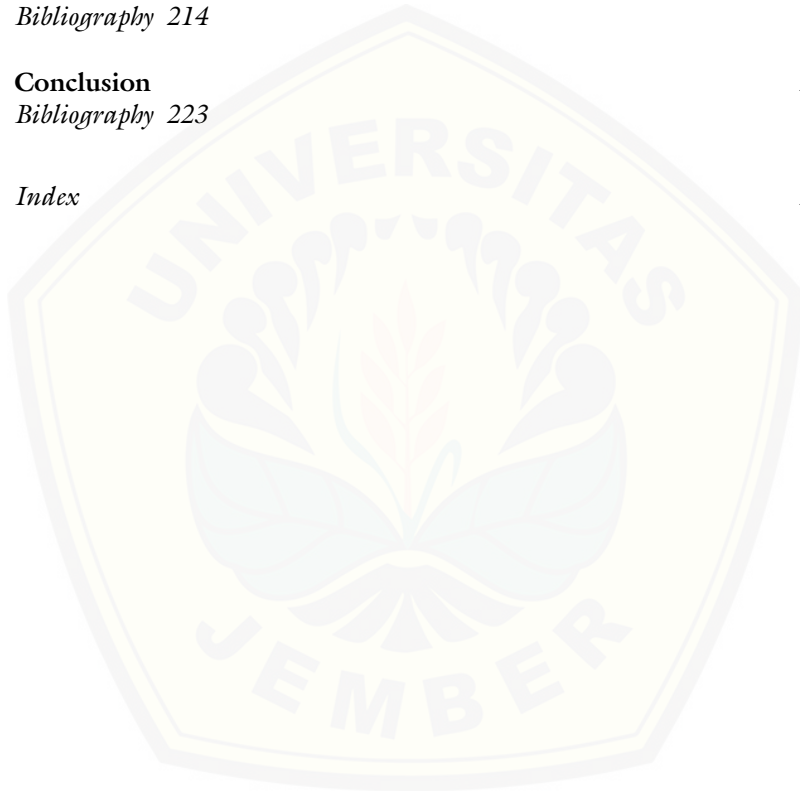 Bibliography 214
Conclusion
Bibliography 223
Index
UNIVERSITAS
JEMBER